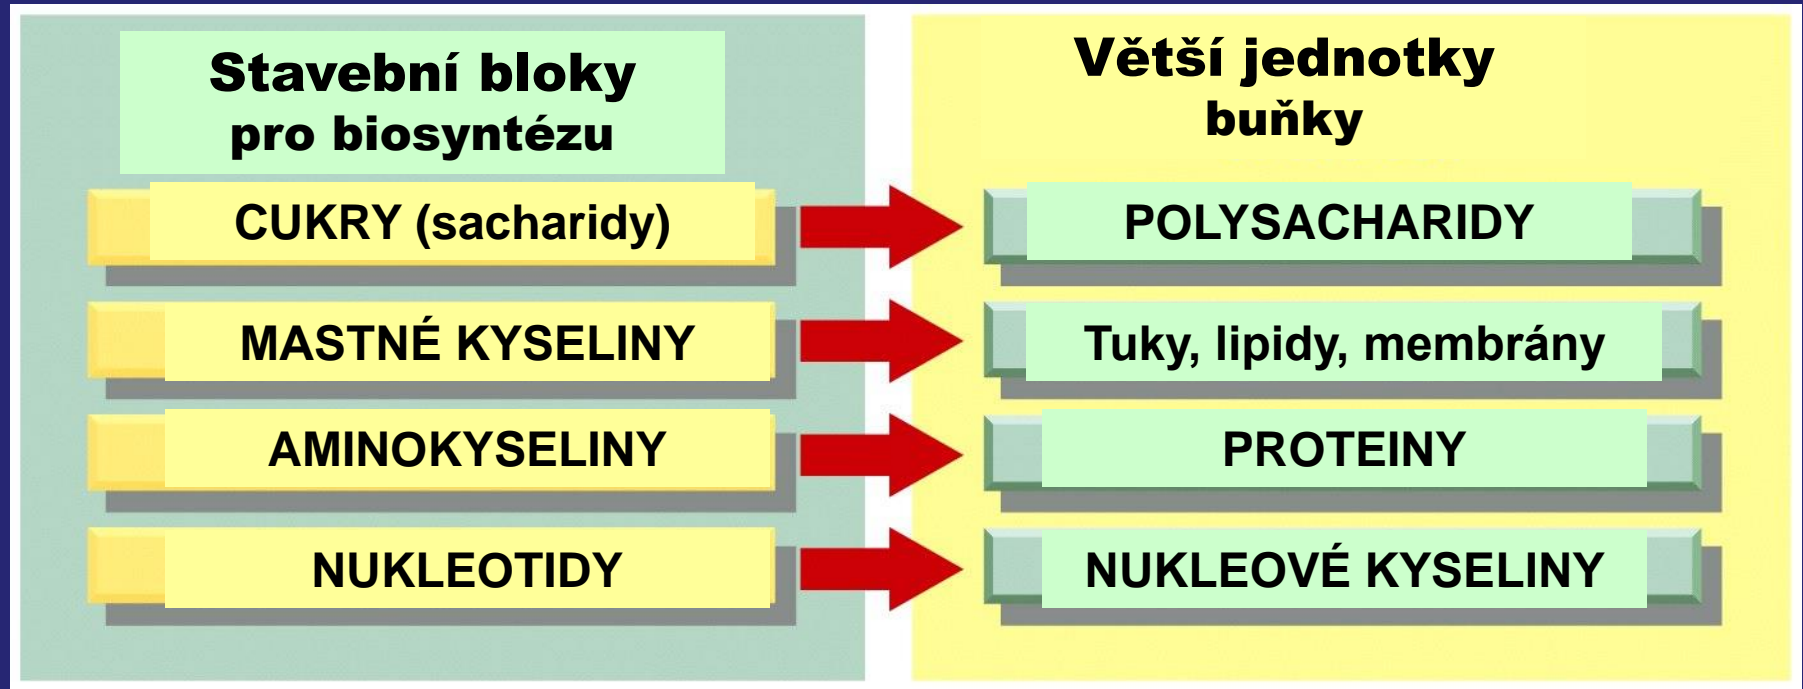 Stavební bloky
pro biosyntézu
Větší jednotky
buňky
CUKRY (sacharidy)
POLYSACHARIDY
MASTNÉ KYSELINY
Tuky, lipidy, membrány
AMINOKYSELINY
PROTEINY
NUKLEOTIDY
NUKLEOVÉ KYSELINY